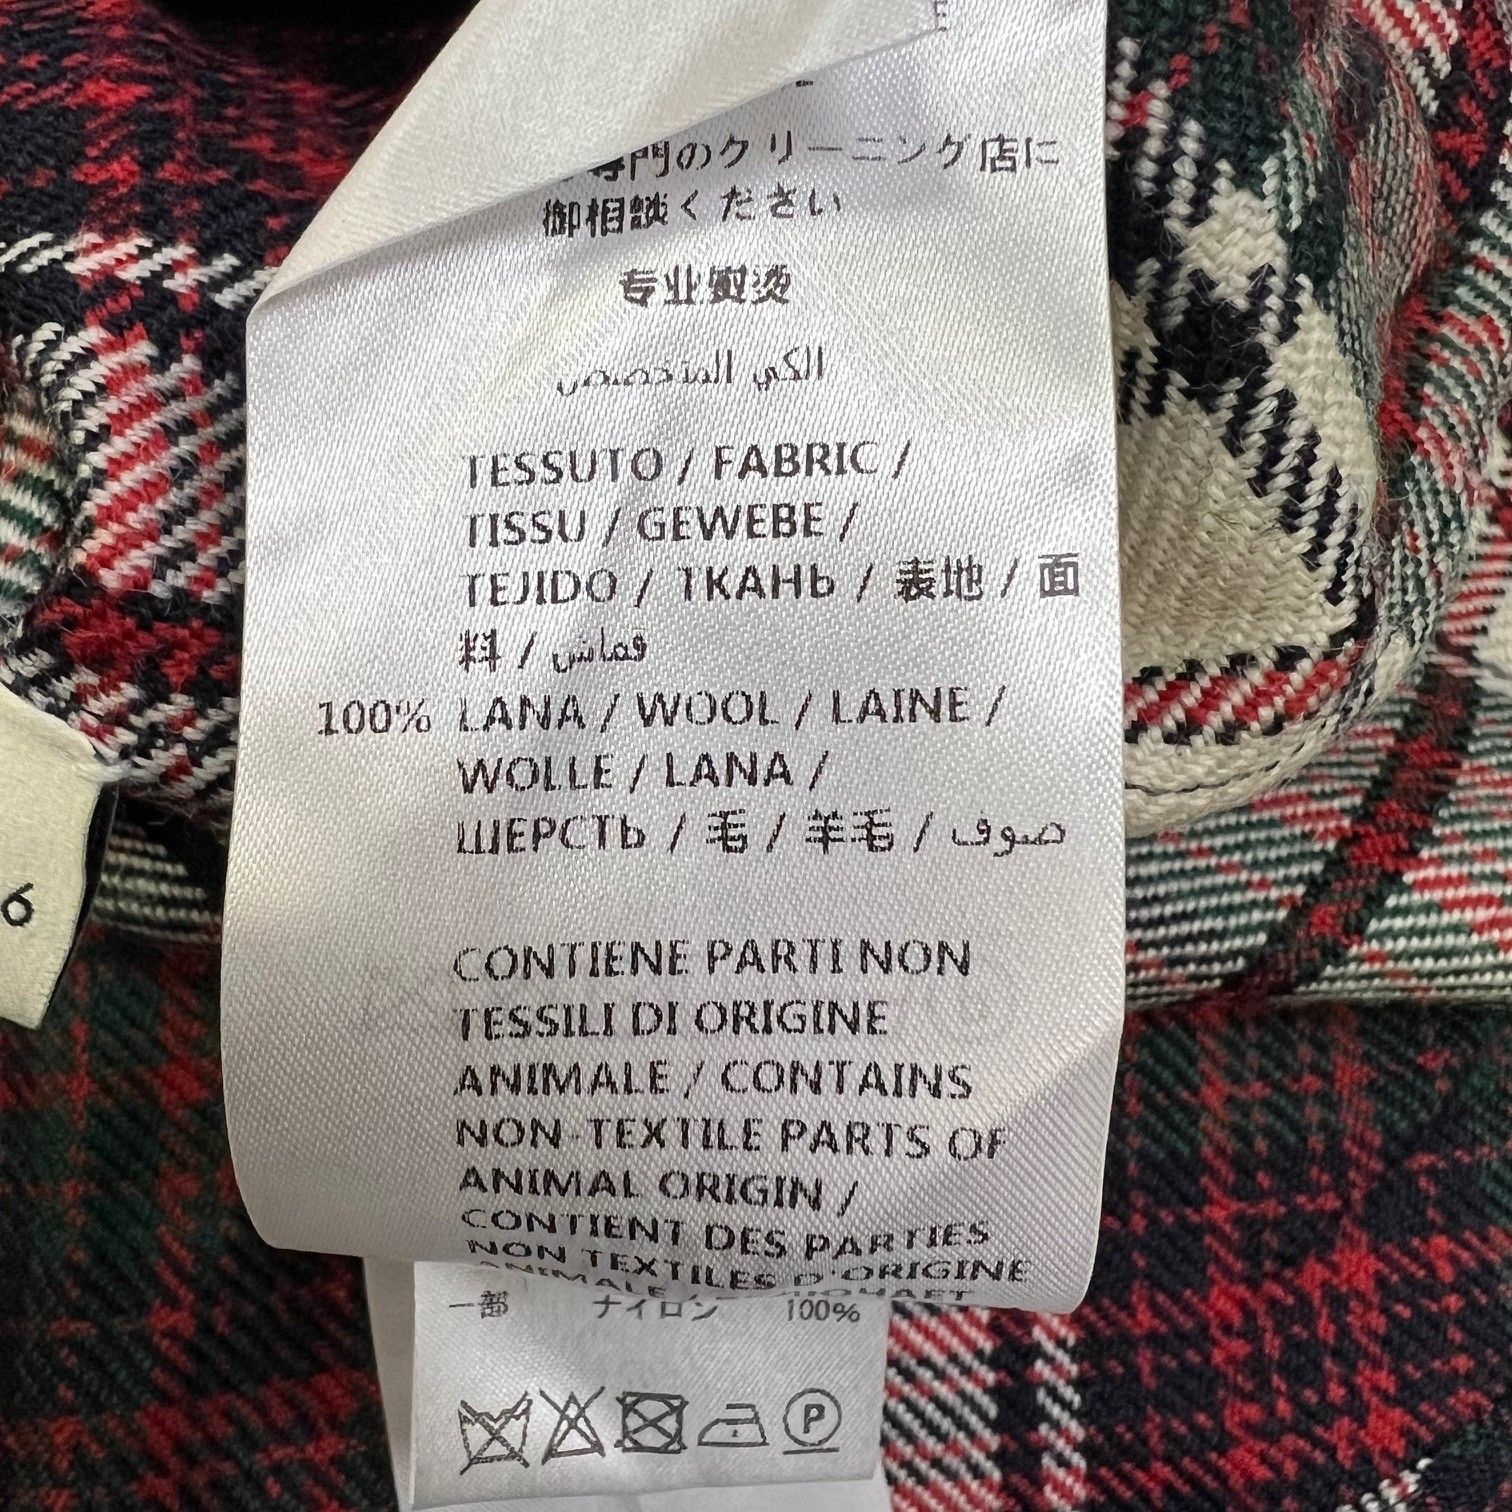 専門のクリーニング店に
御相談ください
专业熨烫
الكي المتخصص
TESSUTO / FABRIC /
TISSU / GEWEBE /
TEJIDO / ТКАНЬ / 表地 / 面
料 / قماش
100% LANA / WOOL / LAINE /
WOLLE / LANA /
ШЕРСТЬ / 毛 / 羊毛 / صوف
CONTIENE PARTI NON
TESSILI DI ORIGINE
ANIMALE / CONTAINS
NON-TEXTILE PARTS OF
ANIMAL ORIGIN /
CONTIENT DES PARTIES
NON TEXTILES D'ORIGINE
ANIMALE
一部 ナイロン 100%
P
6